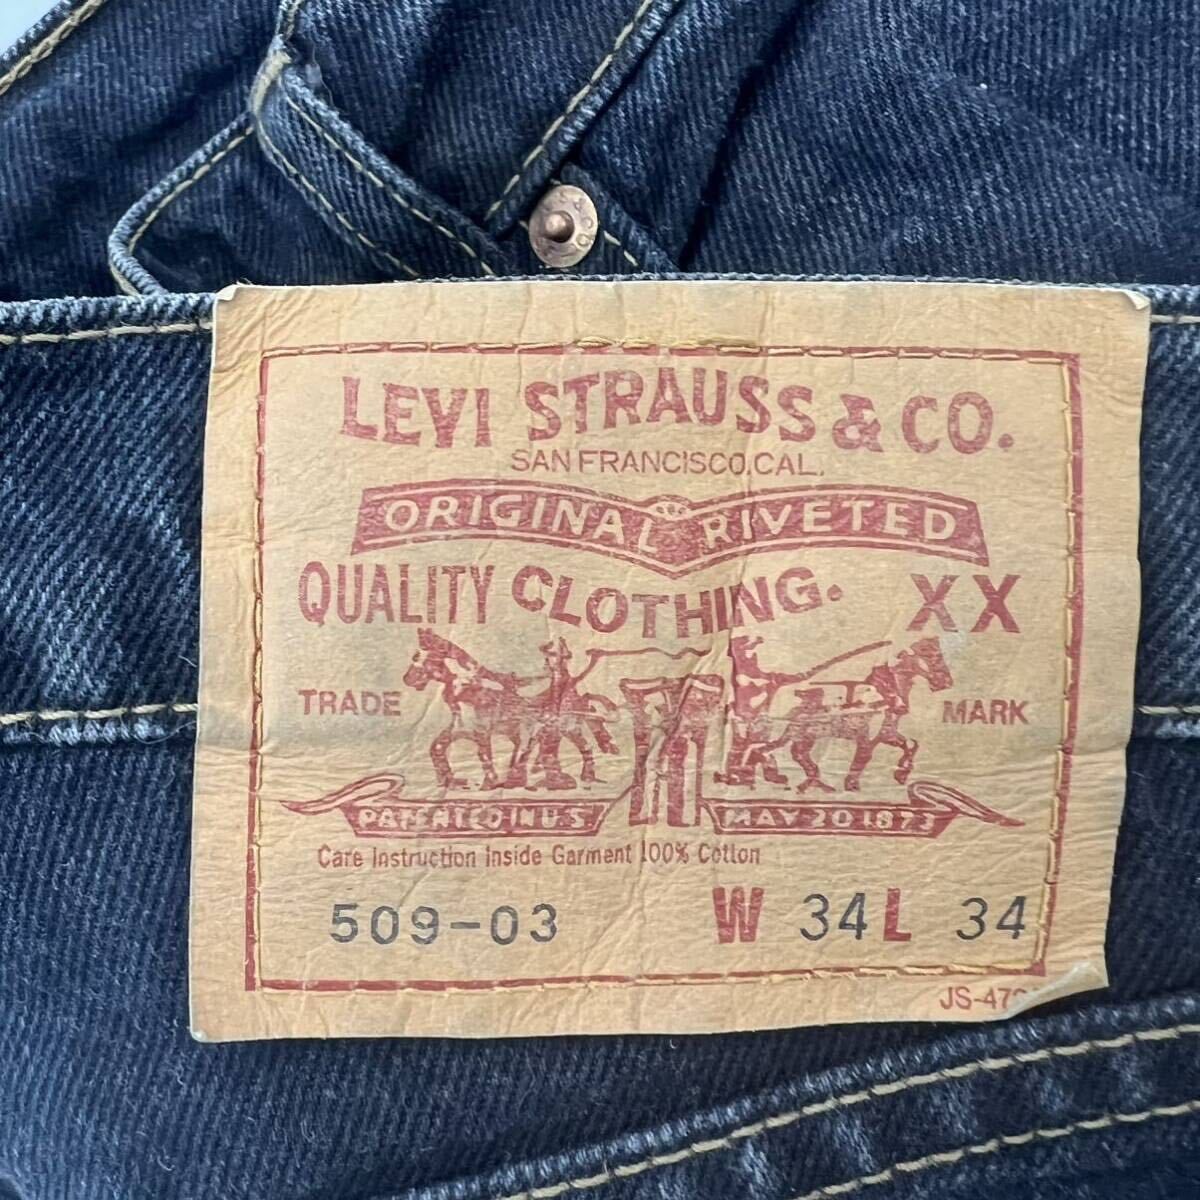 LEVI STRAUSS & CO.
SAN FRANCISCO, CAL.
ORIGINAL RIVETED
QUALITY CLOTHING. XX
TRADE MARK
PATENTED IN U.S. MAY 20 1873
Care Instruction Inside Garment 100% Cotton
509-03 W 34 L 34